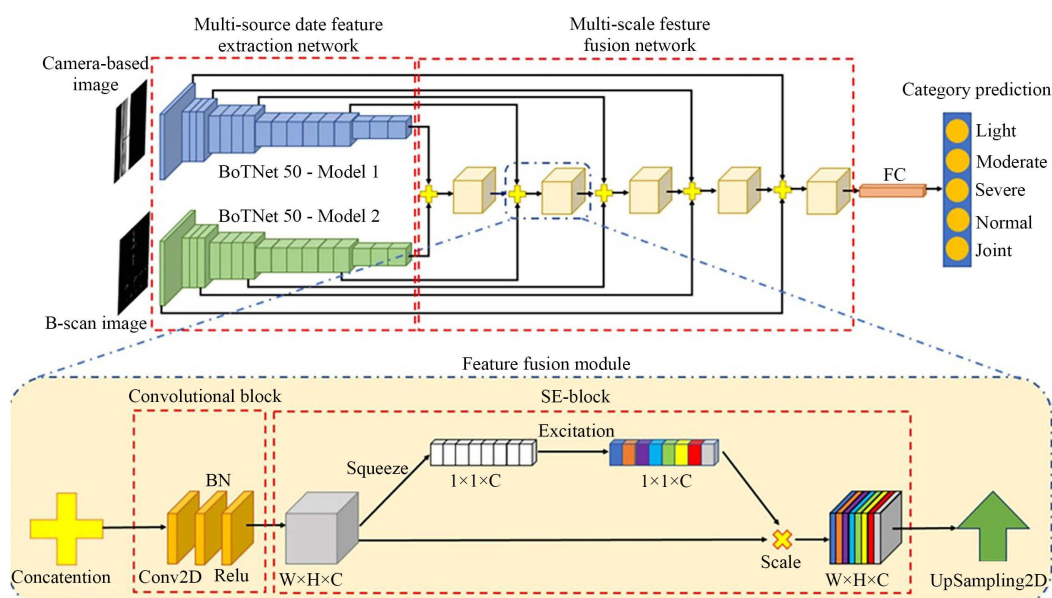 Multi-source date feature
extraction network
Multi-scale festure
fusion network
Camera-based
image
Category prediction
BoTNet 50 - Model 1
BoTNet 50 - Model 2
FC
Light
Moderate
Severe
Normal
Joint
B-scan image
Feature fusion module
Convolutional block
SE-block
Excitation
Squeeze
BN
1×1×C
1×1×C
Concatention
Conv2D
Relu
W×H×C
Scale
W×H×C
UpSampling2D